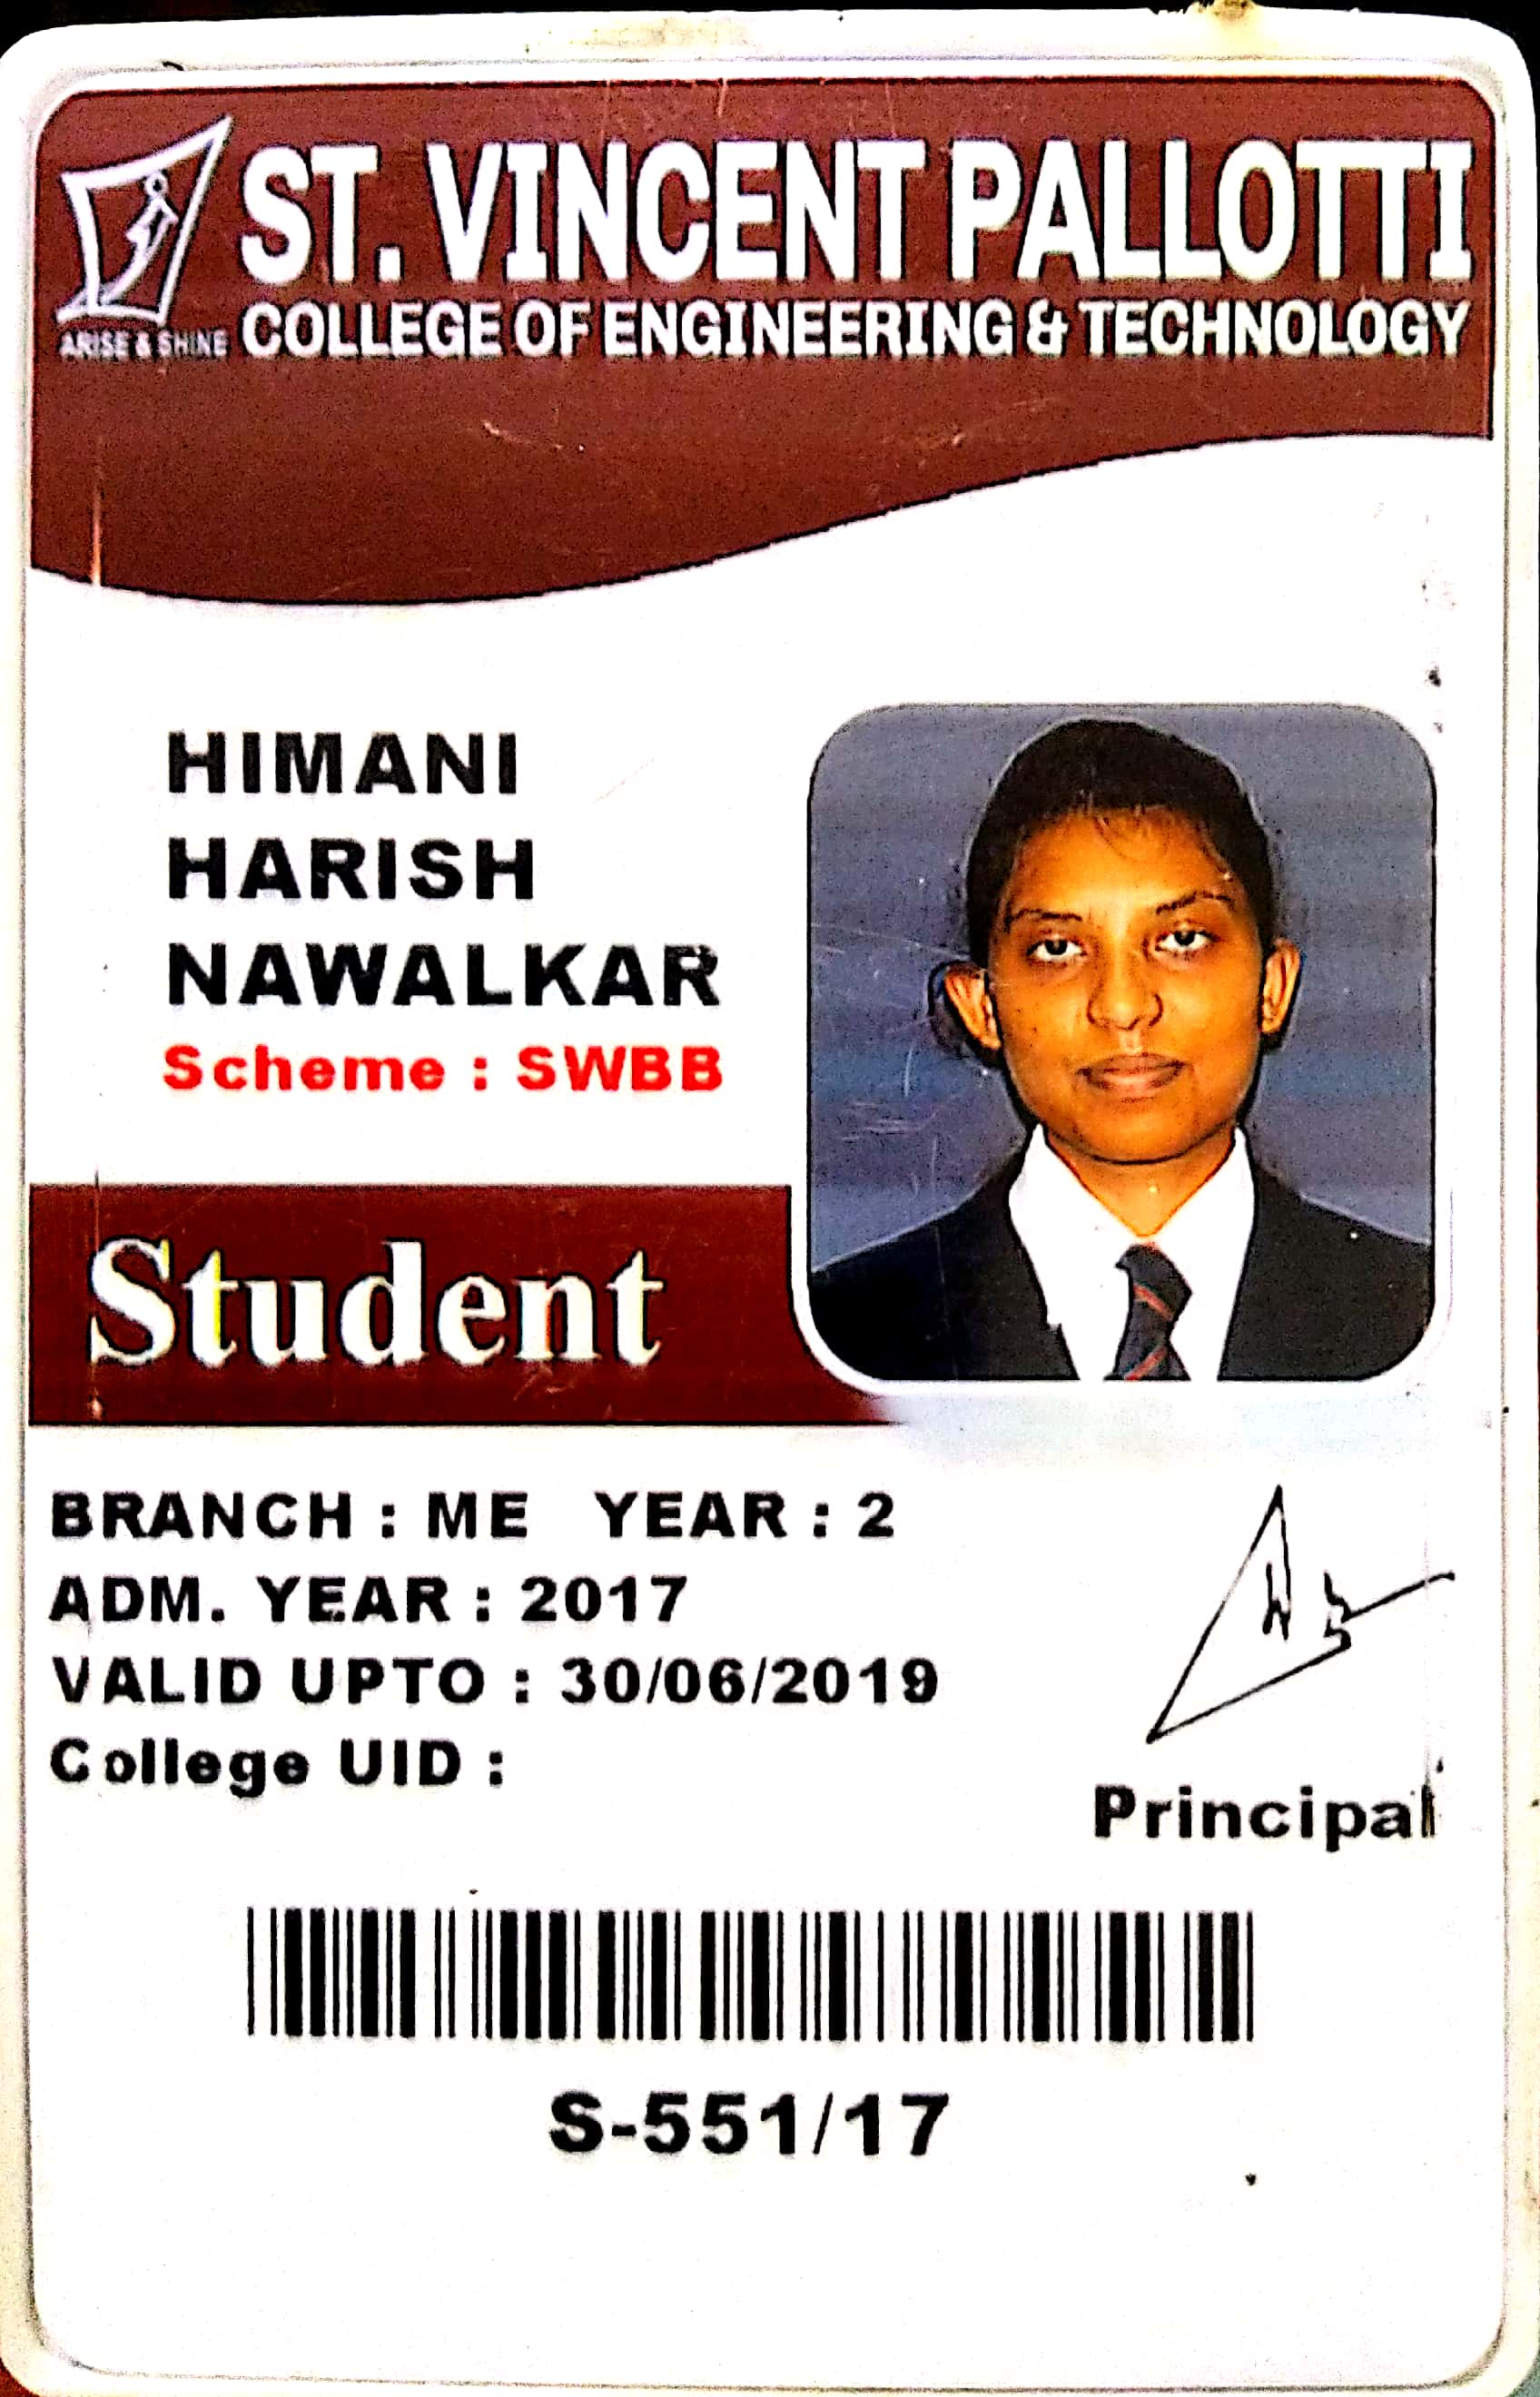 ST. VINCENT PALLOTTI
COLLEGE OF ENGINEERING & TECHNOLOGY
ARISE & SHINE
HIMANI
HARISH
NAWALKAR
Scheme : SWBB
Student
BRANCH : ME YEAR : 2
ADM. YEAR : 2017
VALID UPTO : 30/06/2019
College UID :
Principal
S-551/17